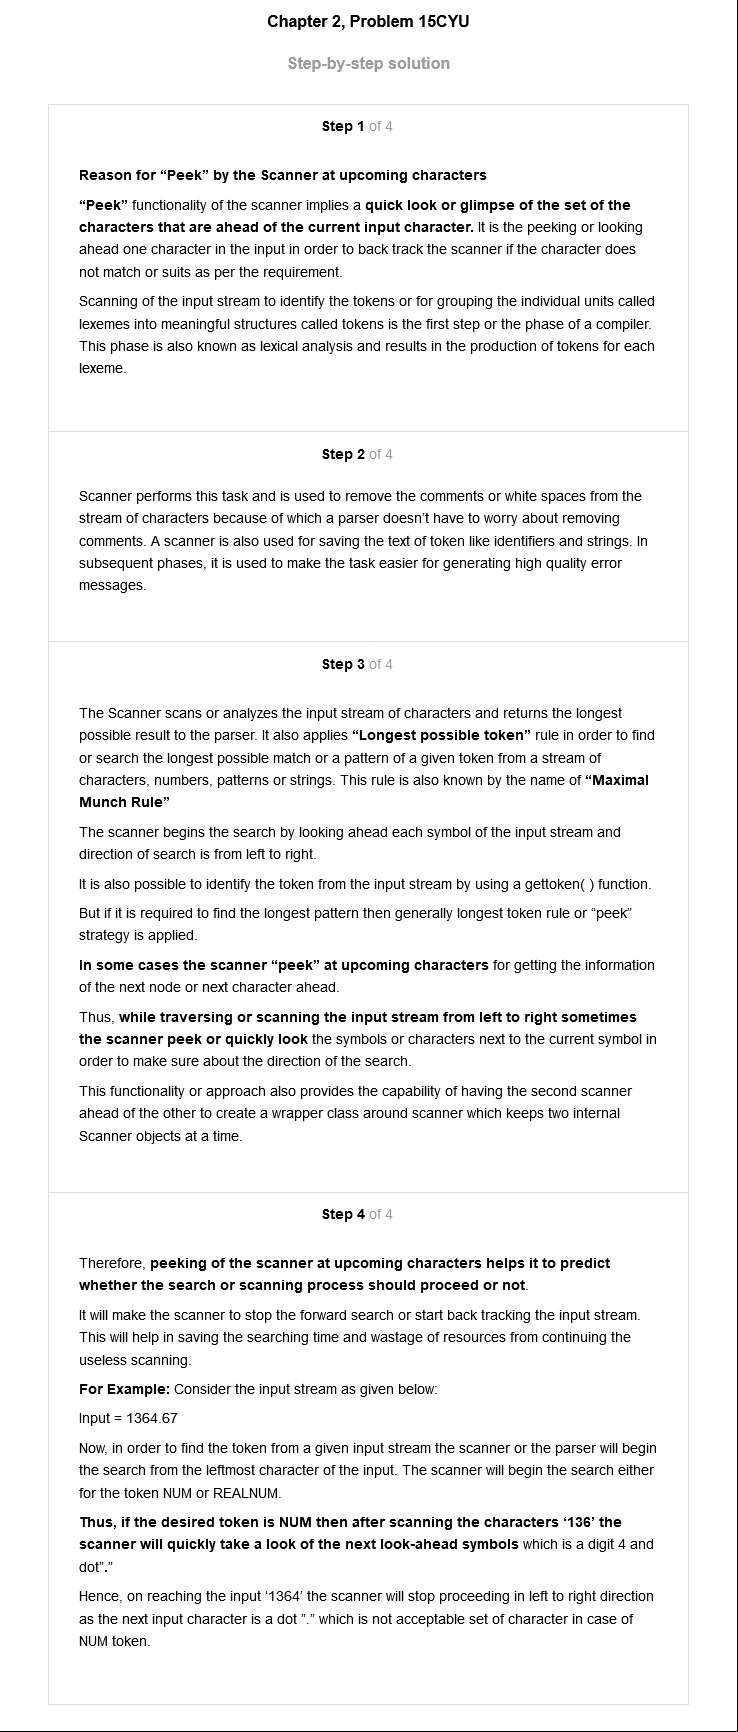 Chapter 2, Problem 15CYU
Step-by-step solution
Step 1 of 4
Reason for “Peek” by the Scanner at upcoming characters
“Peek” functionality of the scanner implies a quick look or glimpse of the set of the
characters that are ahead of the current input character. It is the peeking or looking
ahead one character in the input in order to back track the scanner if the character does
not match or suits as per the requirement.
Scanning of the input stream to identify the tokens or for grouping the individual units called
lexemes into meaningful structures called tokens is the first step or the phase of a compiler.
This phase is also known as lexical analysis and results in the production of tokens for each
lexeme.
Step 2 of 4
Scanner performs this task and is used to remove the comments or white spaces from the
stream of characters because of which a parser doesn’t have to worry about removing
comments. A scanner is also used for saving the text of token like identifiers and strings. In
subsequent phases, it is used to make the task easier for generating high quality error
messages.
Step 3 of 4
The Scanner scans or analyzes the input stream of characters and returns the longest
possible result to the parser. It also applies “Longest possible token” rule in order to find
or search the longest possible match or a pattern of a given token from a stream of
characters, numbers, patterns or strings. This rule is also known by the name of “Maximal
Munch Rule”
The scanner begins the search by looking ahead each symbol of the input stream and
direction of search is from left to right.
It is also possible to identify the token from the input stream by using a gettoken( ) function.
But if it is required to find the longest pattern then generally longest token rule or “peek”
strategy is applied.
In some cases the scanner “peek” at upcoming characters for getting the information
of the next node or next character ahead.
Thus, while traversing or scanning the input stream from left to right sometimes
the scanner peek or quickly look the symbols or characters next to the current symbol in
order to make sure about the direction of the search.
This functionality or approach also provides the capability of having the second scanner
ahead of the other to create a wrapper class around scanner which keeps two internal
Scanner objects at a time.
Step 4 of 4
Therefore, peeking of the scanner at upcoming characters helps it to predict
whether the search or scanning process should proceed or not.
It will make the scanner to stop the forward search or start back tracking the input stream.
This will help in saving the searching time and wastage of resources from continuing the
useless scanning.
For Example: Consider the input stream as given below:
Input = 1364.67
Now, in order to find the token from a given input stream the scanner or the parser will begin
the search from the leftmost character of the input. The scanner will begin the search either
for the token NUM or REALNUM.
Thus, if the desired token is NUM then after scanning the characters ‘136’ the
scanner will quickly take a look of the next look-ahead symbols which is a digit 4 and
dot”.”
Hence, on reaching the input ‘1364’ the scanner will stop proceeding in left to right direction
as the next input character is a dot ”.” which is not acceptable set of character in case of
NUM token.